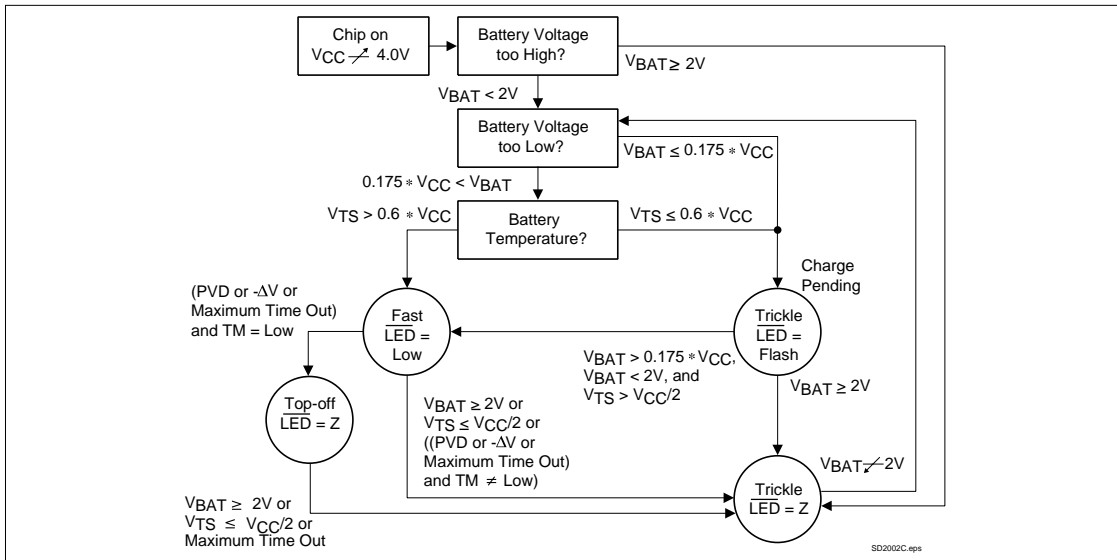 Chip on
VCC 4.0V
Battery Voltage
too High?
VBAT ≥ 2V
VBAT < 2V
Battery Voltage
too Low?
VBAT ≤ 0.175 * VCC
0.175 * VCC < VBAT
VTS > 0.6 * VCC
Battery
Temperature?
VTS ≤ 0.6 * VCC
Charge
Pending
(PVD or -ΔV or
Maximum Time Out)
and TM = Low
Fast
LED =
Low
Trickle
LED =
Flash
VBAT > 0.175 * VCC,
VBAT < 2V, and
VTS > VCC/2
VBAT ≥ 2V
Top-off
LED = Z
VBAT ≥ 2V or
VTS ≤ VCC/2 or
((PVD or -ΔV or
Maximum Time Out)
and TM ≠ Low)
VBAT 2V
Trickle
LED = Z
VBAT ≥ 2V or
VTS ≤ VCC/2 or
Maximum Time Out
SD2002C.eps